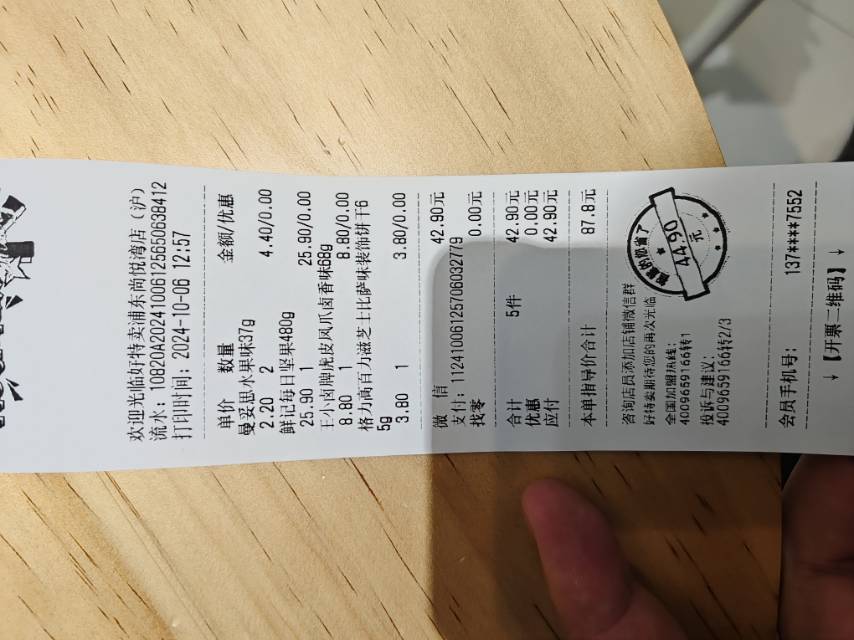 欢迎光临好特卖浦东尚悦湾店（沪）
流水：10820A20241006125650638412
打印时间：2024-10-06 12:57
单价 数量 金额/优惠
曼妥思水果味37g
2.20 2 4.40/0.00
鲜记每日坚果480g
25.90 1 25.90/0.00
王小卤牌虎皮凤爪卤香味68g
8.80 1 8.80/0.00
格力高百力滋芝士比萨味装饰饼干6
5g
3.80 1 3.80/0.00
微 信 42.90元
支付：112410061257060327​79
找零 0.00元
合计 5件 42.90元
优惠 0.00元
应付 42.90元
本单指导价合计 87.8元
咨询店员添加店铺微信群
好特卖期待您的再次光临
全国加盟热线：
4009659166转1
投诉与建议：
4009659166转2/3
44.90
元
会员手机号： 137****7552
↓【开票二维码】↓